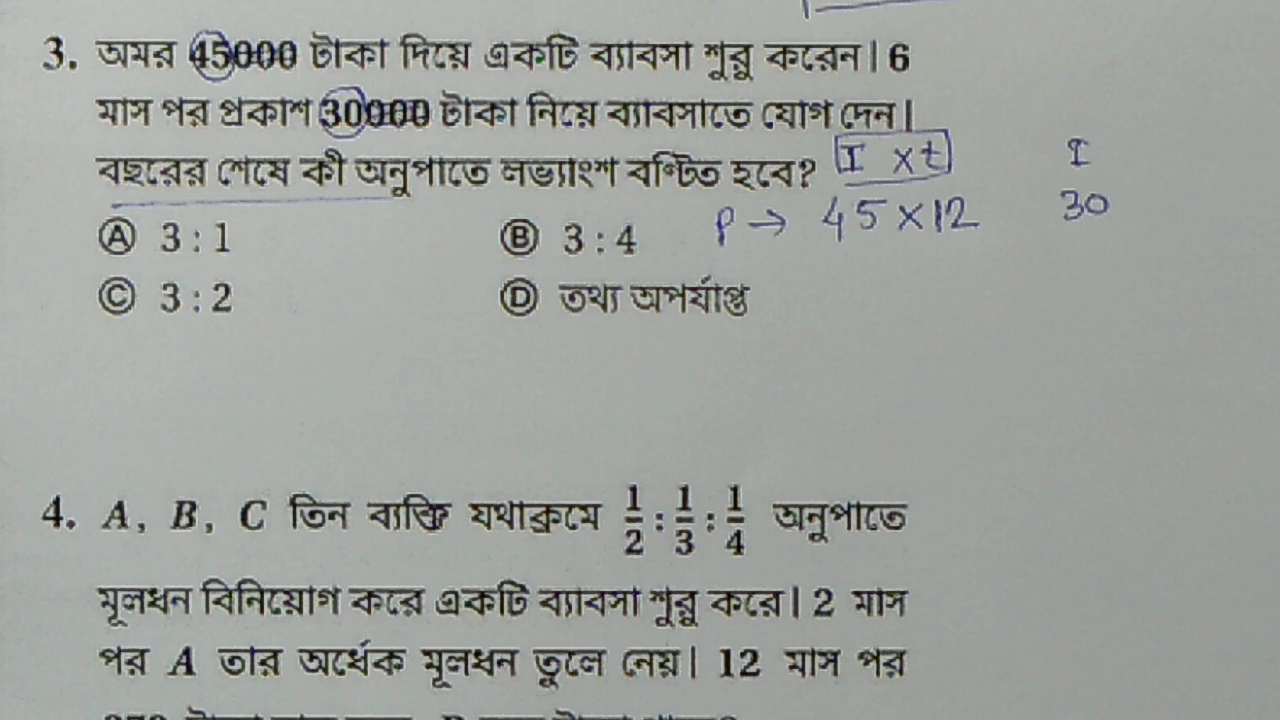 3. অমর 45000 টাকা দিয়ে একটি ব্যাবসা শুরু করেন। 6
মাস পর প্রকাশ 30000 টাকা নিয়ে ব্যাবসাতে যোগ দেন।
বছরের শেষে কী অনুপাতে লভ্যাংশ বণ্টিত হবে? I × t I
P → 45 × 12 30
Ⓐ 3 : 1 Ⓑ 3 : 4
Ⓒ 3 : 2 Ⓓ তথ্য অপর্যাপ্ত
4. A, B, C তিন ব্যক্তি যথাক্রমে 1/2 : 1/3 : 1/4 অনুপাতে
মূলধন বিনিয়োগ করে একটি ব্যাবসা শুরু করে। 2 মাস
পর A তার অর্ধেক মূলধন তুলে নেয়। 12 মাস পর